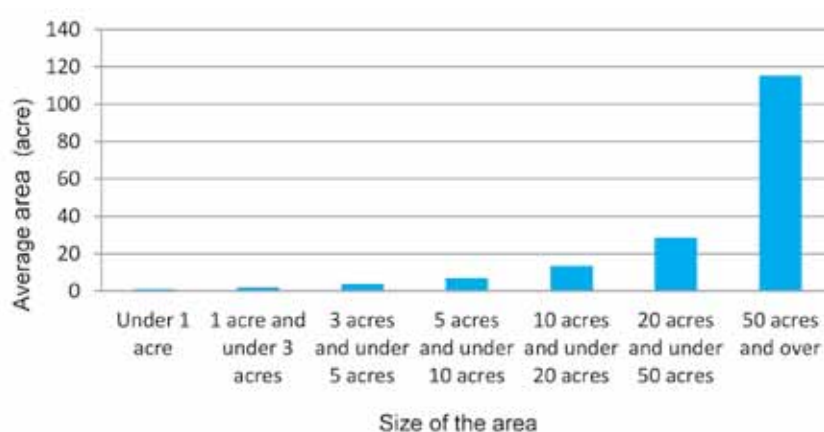 140
120
100
80
60
40
20
0
Average area (acre)
Under 1
acre
1 acre and
under 3
acres
3 acres
and under
5 acres
5 acres
and under
10 acres
10 acres
and under
20 acres
20 acres
and under
50 acres
50 acres
and over
Size of the area